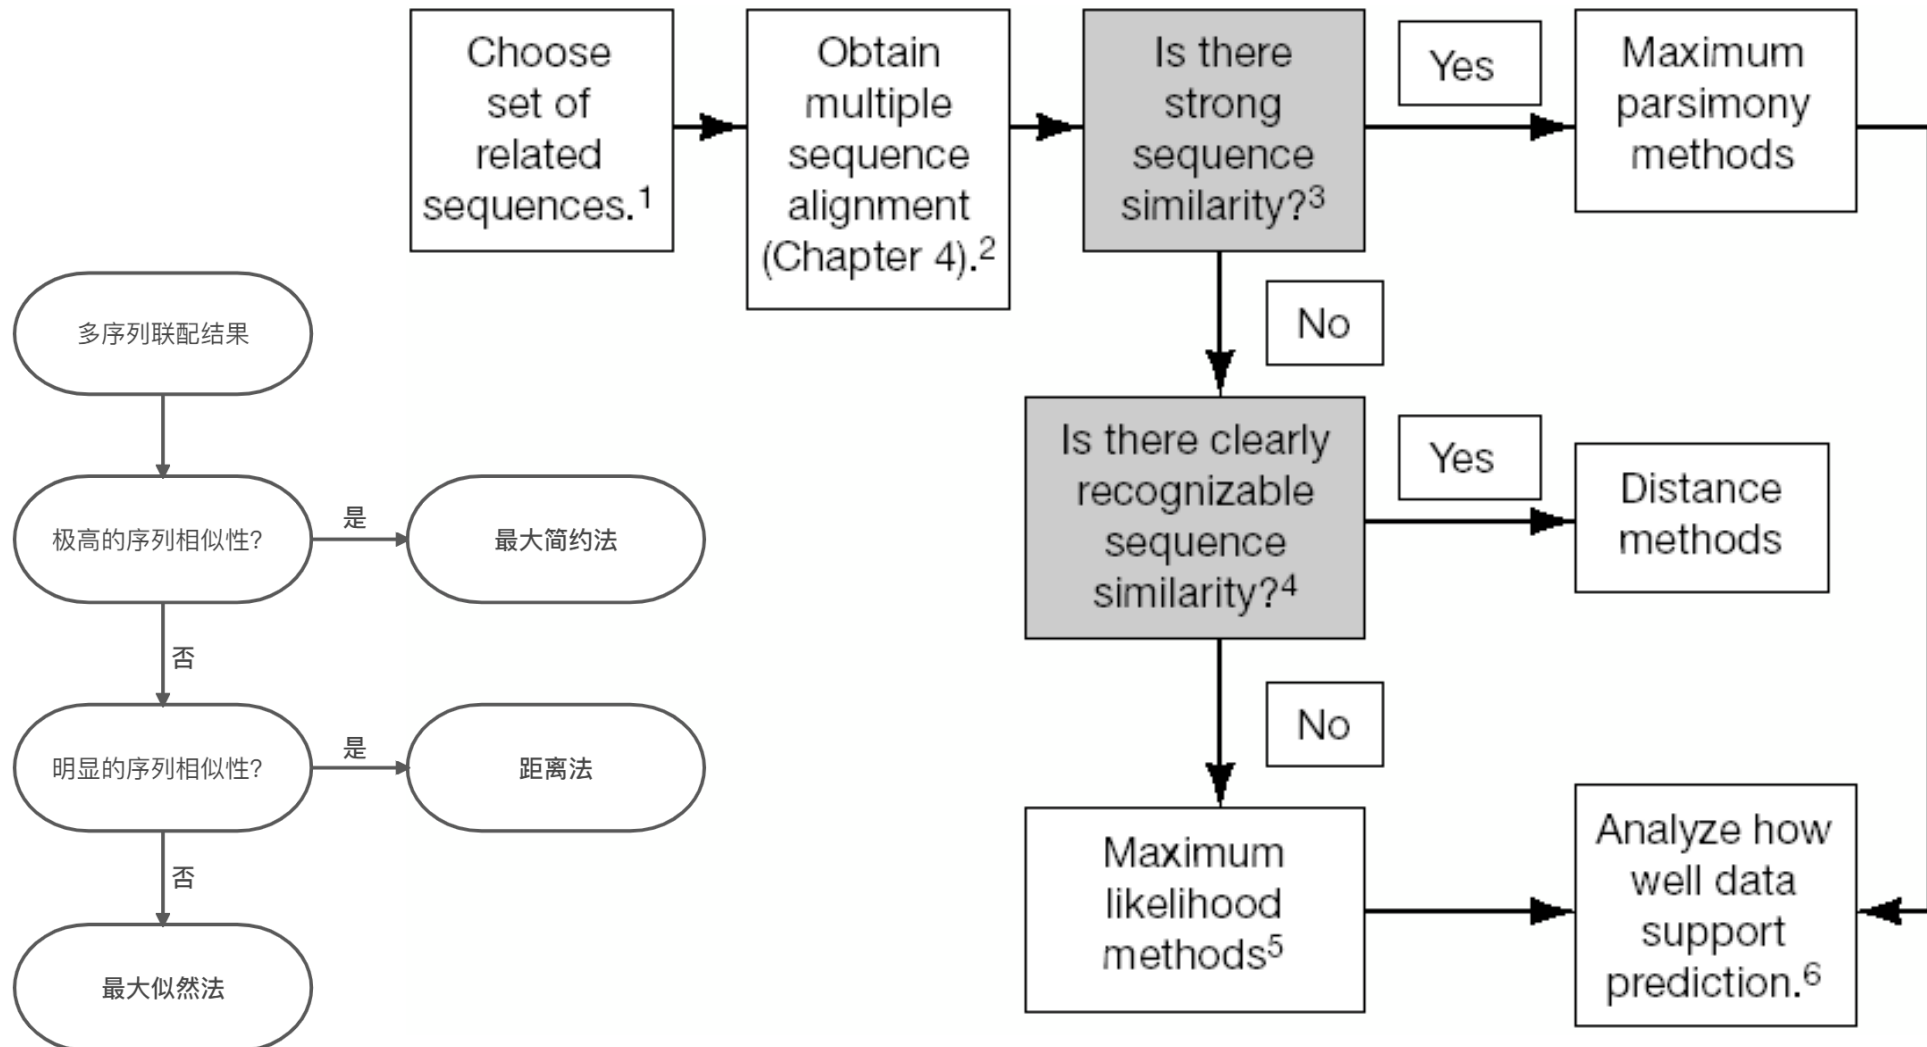 Choose
set of
related
sequences.¹
Obtain
multiple
sequence
alignment
(Chapter 4).²
Is there
strong
sequence
similarity?³
Yes
Maximum
parsimony
methods
No
Is there clearly
recognizable
sequence
similarity?⁴
Yes
Distance
methods
No
Maximum
likelihood
methods⁵
Analyze how
well data
support
prediction.⁶
多序列联配结果
极高的序列相似性?
是
最大简约法
否
明显的序列相似性?
是
距离法
否
最大似然法